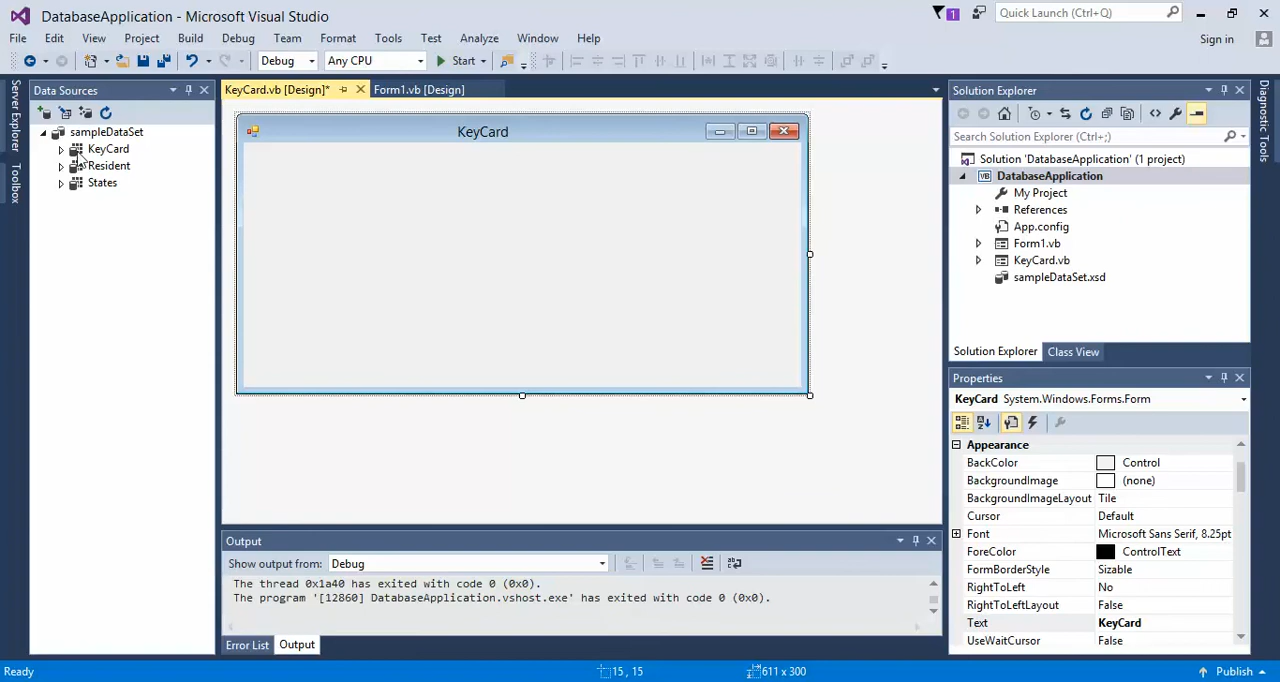 DatabaseApplication - Microsoft Visual Studio
1
Quick Launch (Ctrl+Q)
File Edit View Project Build Debug Team Format Tools Test Analyze Window Help
Sign in
Debug Any CPU Start
Server Explorer
Toolbox
Data Sources
sampleDataSet
KeyCard
Resident
States
KeyCard.vb [Design]* Form1.vb [Design]
KeyCard
Output
Show output from: Debug
The thread 0x1a40 has exited with code 0 (0x0).
The program '[12860] DatabaseApplication.vshost.exe' has exited with code 0 (0x0).
Error List Output
Solution Explorer
Search Solution Explorer (Ctrl+;)
Solution 'DatabaseApplication' (1 project)
VB DatabaseApplication
My Project
References
App.config
Form1.vb
KeyCard.vb
sampleDataSet.xsd
Solution Explorer Class View
Properties
KeyCard System.Windows.Forms.Form
Appearance
BackColor Control
BackgroundImage (none)
BackgroundImageLayout Tile
Cursor Default
Font Microsoft Sans Serif, 8.25pt
ForeColor ControlText
FormBorderStyle Sizable
RightToLeft No
RightToLeftLayout False
Text KeyCard
UseWaitCursor False
Diagnostic Tools
Ready 15 , 15 611 x 300 Publish